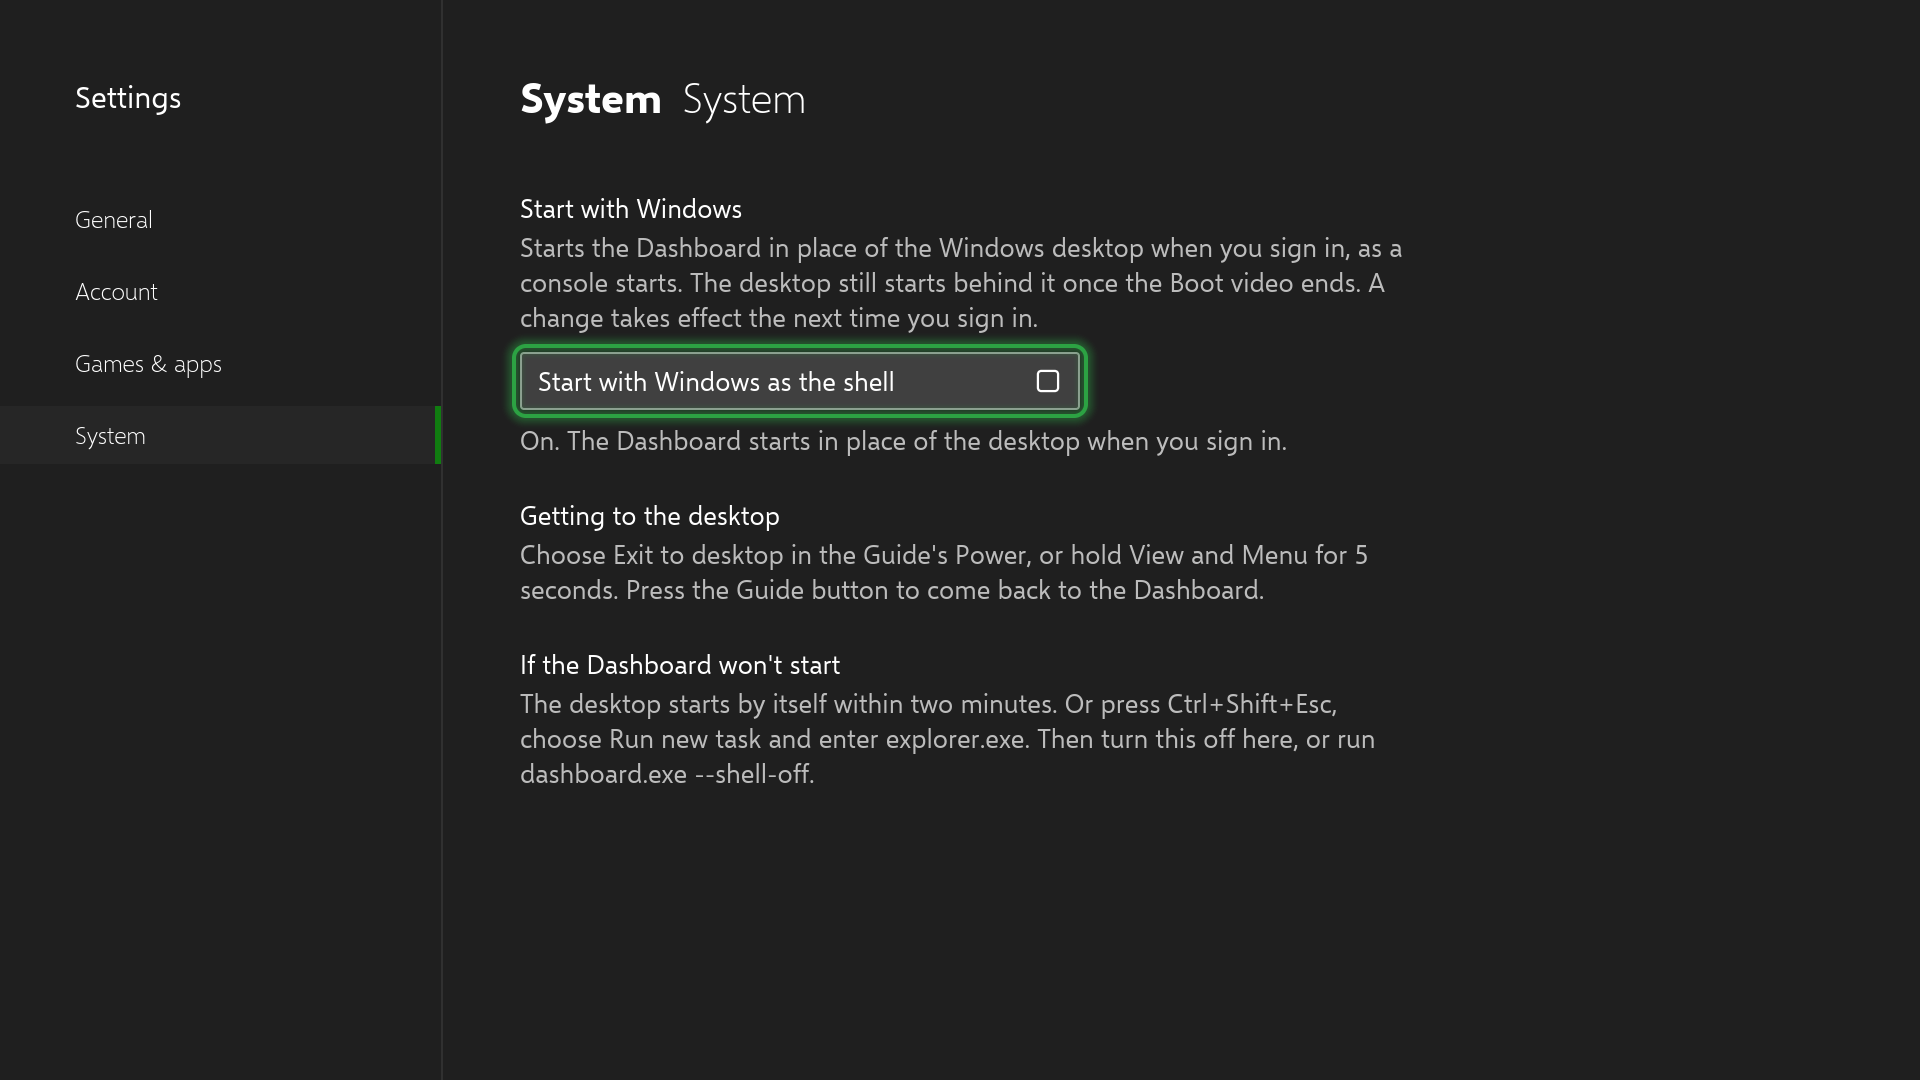 Settings
General
Account
Games & apps
System
System System
Start with Windows
Starts the Dashboard in place of the Windows desktop when you sign in, as a
console starts. The desktop still starts behind it once the Boot video ends. A
change takes effect the next time you sign in.
Start with Windows as the shell
On. The Dashboard starts in place of the desktop when you sign in.
Getting to the desktop
Choose Exit to desktop in the Guide's Power, or hold View and Menu for 5
seconds. Press the Guide button to come back to the Dashboard.
If the Dashboard won't start
The desktop starts by itself within two minutes. Or press Ctrl+Shift+Esc,
choose Run new task and enter explorer.exe. Then turn this off here, or run
dashboard.exe --shell-off.